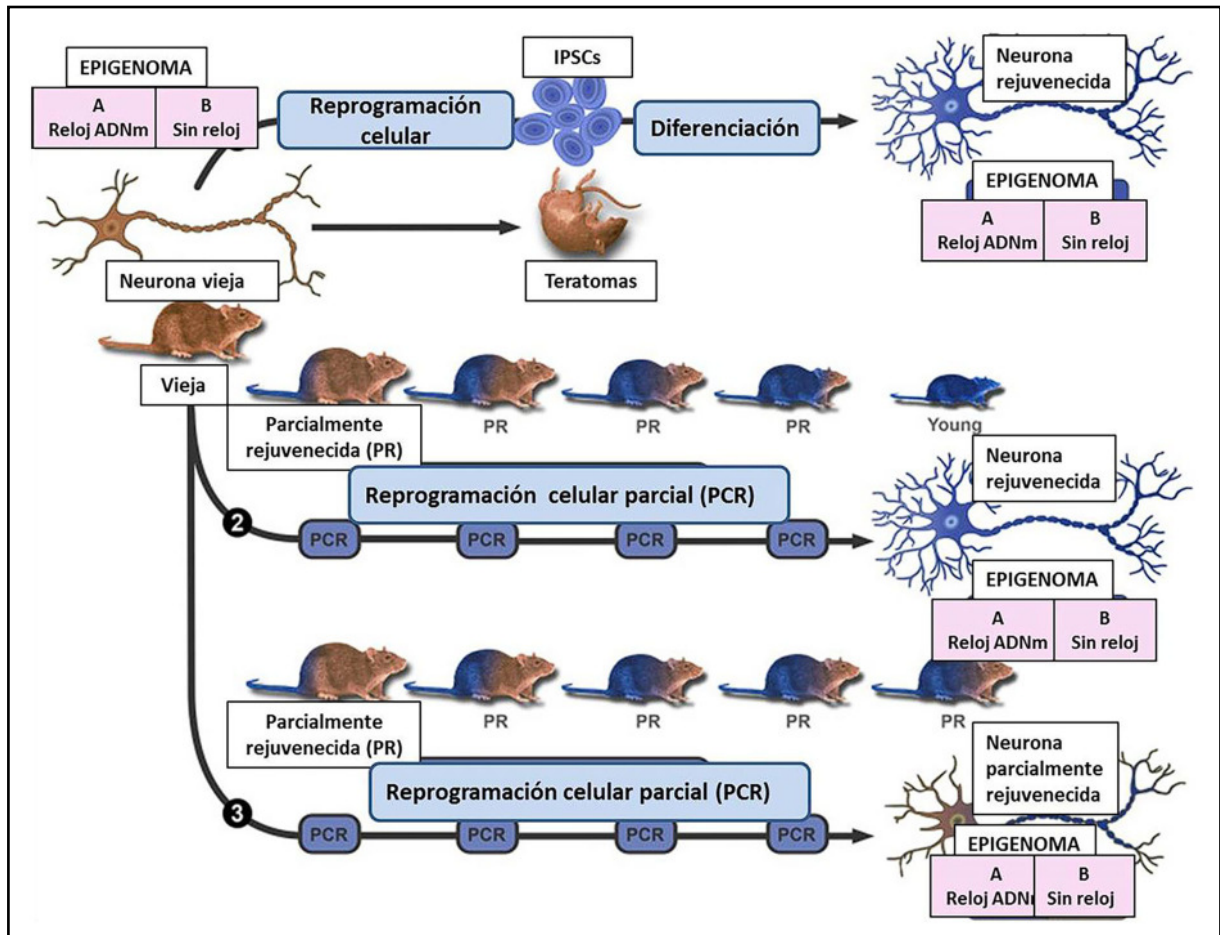 EPIGENOMA
A
Reloj ADNm
B
Sin reloj
Reprogramación
celular
IPSCs
Diferenciación
Neurona
rejuvenecida
EPIGENOMA
A
Reloj ADNm
B
Sin reloj
Neurona vieja
Teratomas
Vieja
Parcialmente
rejuvenecida (PR)
PR
PR
PR
Young
Reprogramación celular parcial (PCR)
2
PCR
PCR
PCR
PCR
Neurona
rejuvenecida
EPIGENOMA
A
Reloj ADNm
B
Sin reloj
Parcialmente
rejuvenecida (PR)
PR
PR
PR
PR
Reprogramación celular parcial (PCR)
3
PCR
PCR
PCR
PCR
Neurona
parcialmente
rejuvenecida
EPIGENOMA
A
Reloj
B
Sin reloj